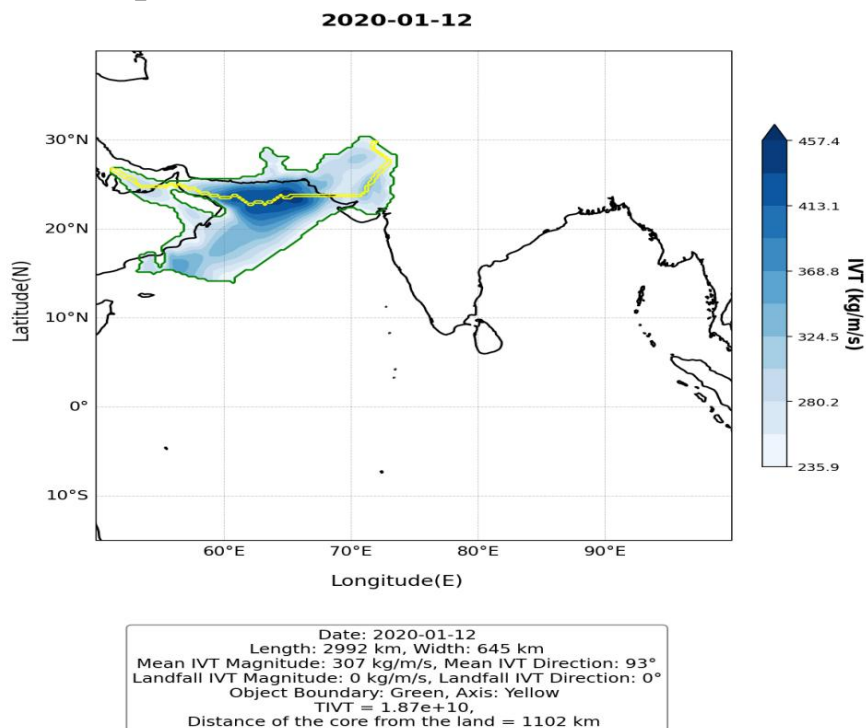 2020-01-12
30°N
20°N
10°N
0°
10°S
Latitude(N)
60°E
70°E
80°E
90°E
Longitude(E)
457.4
413.1
368.8
324.5
280.2
235.9
IVT (kg/m/s)
Date: 2020-01-12
Length: 2992 km, Width: 645 km
Mean IVT Magnitude: 307 kg/m/s, Mean IVT Direction: 93°
Landfall IVT Magnitude: 0 kg/m/s, Landfall IVT Direction: 0°
Object Boundary: Green, Axis: Yellow
TIVT = 1.87e+10,
Distance of the core from the land = 1102 km